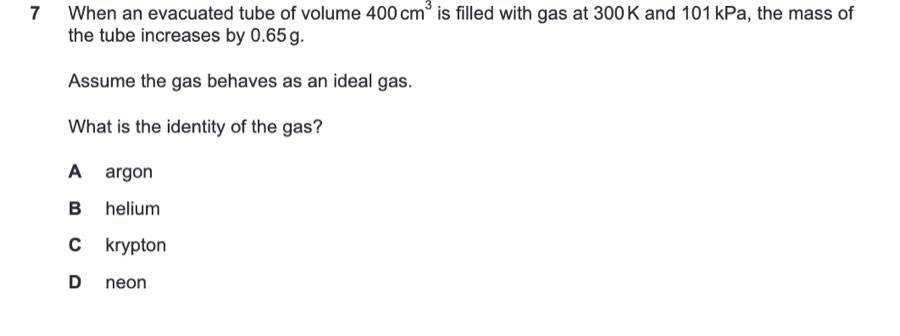 7 When an evacuated tube of volume 400 cm³ is filled with gas at 300 K and 101 kPa, the mass of
the tube increases by 0.65 g.
Assume the gas behaves as an ideal gas.
What is the identity of the gas?
A argon
B helium
C krypton
D neon